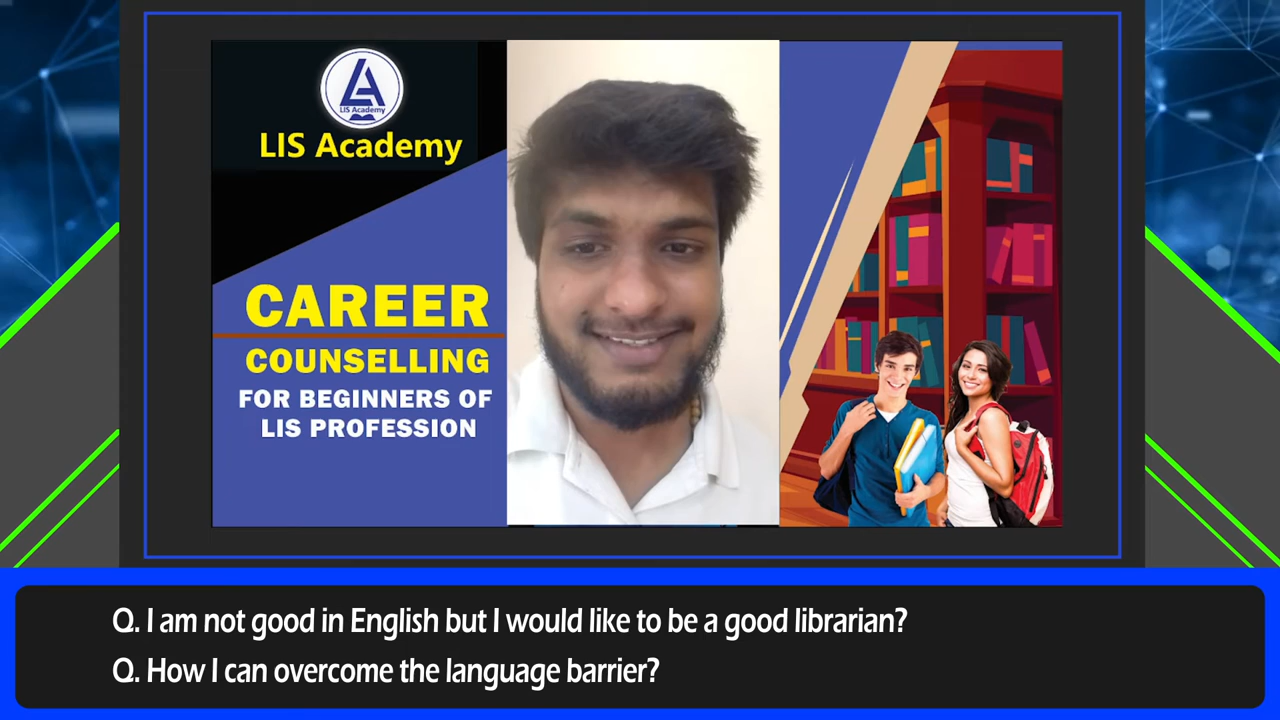 LIS Academy
LIS Academy
CAREER
COUNSELLING
FOR BEGINNERS OF
LIS PROFESSION
Q. I am not good in English but I would like to be a good librarian?
Q. How I can overcome the language barrier?